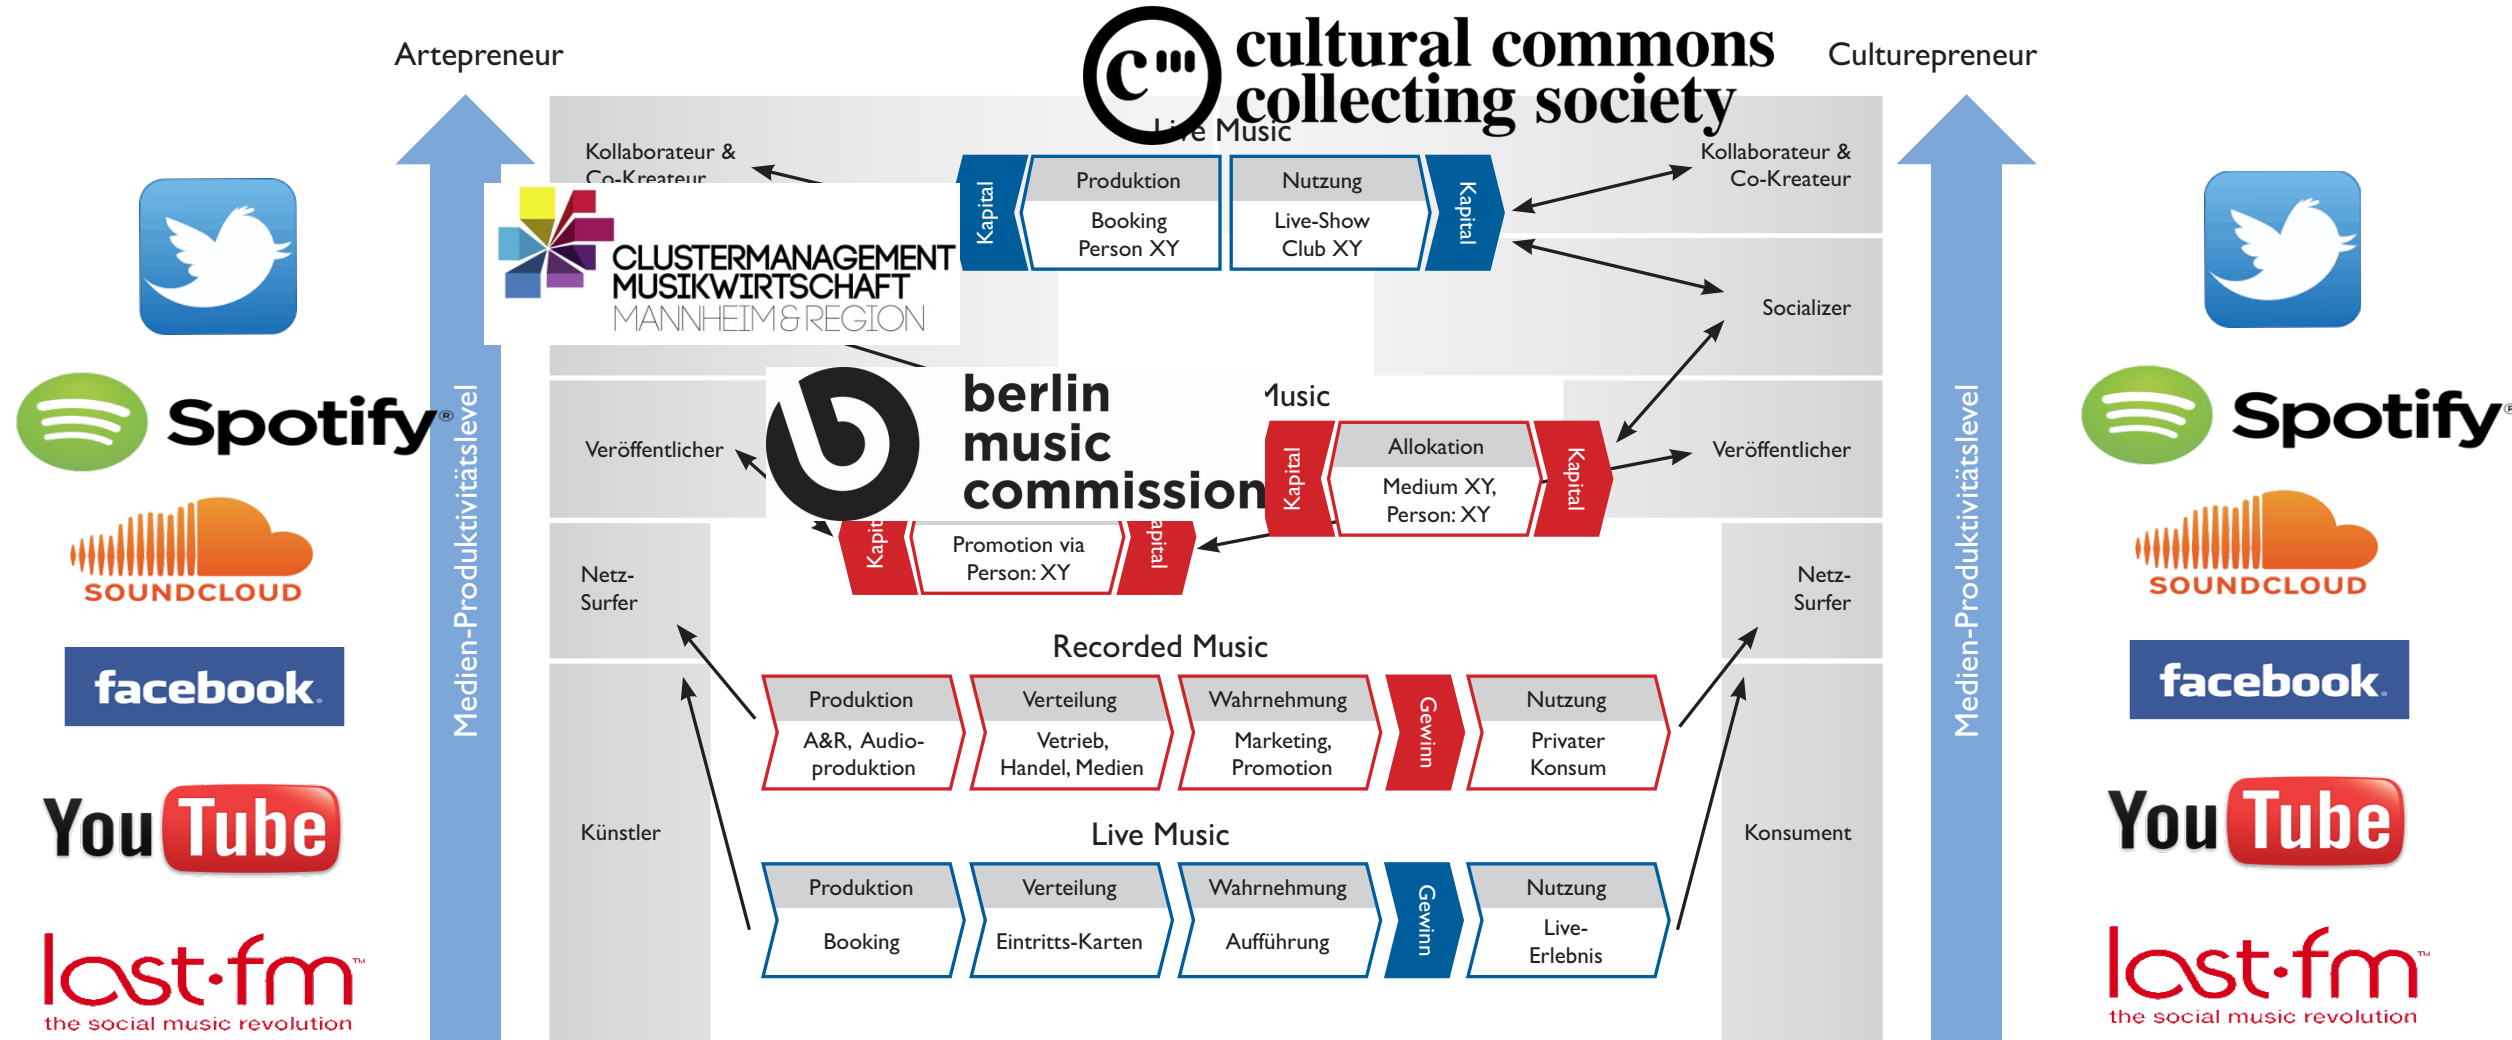 Artepreneur
cultural commons
collecting society
Culturepreneur
Live Music
Kollaborateur &
Co-Kreateur
Kapital
Produktion
Booking
Person XY
Nutzung
Live-Show
Club XY
Kapital
Kollaborateur &
Co-Kreateur
CLUSTERMANAGEMENT
MUSIKWIRTSCHAFT
MANNHEIM & REGION
Socializer
Spotify®
Medien-Produktivitätslevel
Veröffentlicher
berlin
music
commission
Music
Kapital
Allokation
Medium XY,
Person: XY
Kapital
Veröffentlicher
Medien-Produktivitätslevel
Spotify®
Kapital
Promotion via
Person: XY
Kapital
SOUNDCLOUD
Netz-
Surfer
Netz-
Surfer
SOUNDCLOUD
facebook.
Recorded Music
Produktion
A&R, Audio-
produktion
Verteilung
Vetrieb,
Handel, Medien
Wahrnehmung
Marketing,
Promotion
Gewinn
Nutzung
Privater
Konsum
facebook.
YouTube
Künstler
Live Music
Konsument
YouTube
Produktion
Booking
Verteilung
Eintritts-Karten
Wahrnehmung
Aufführung
Gewinn
Nutzung
Live-
Erlebnis
last.fm™
the social music revolution
last.fm™
the social music revolution